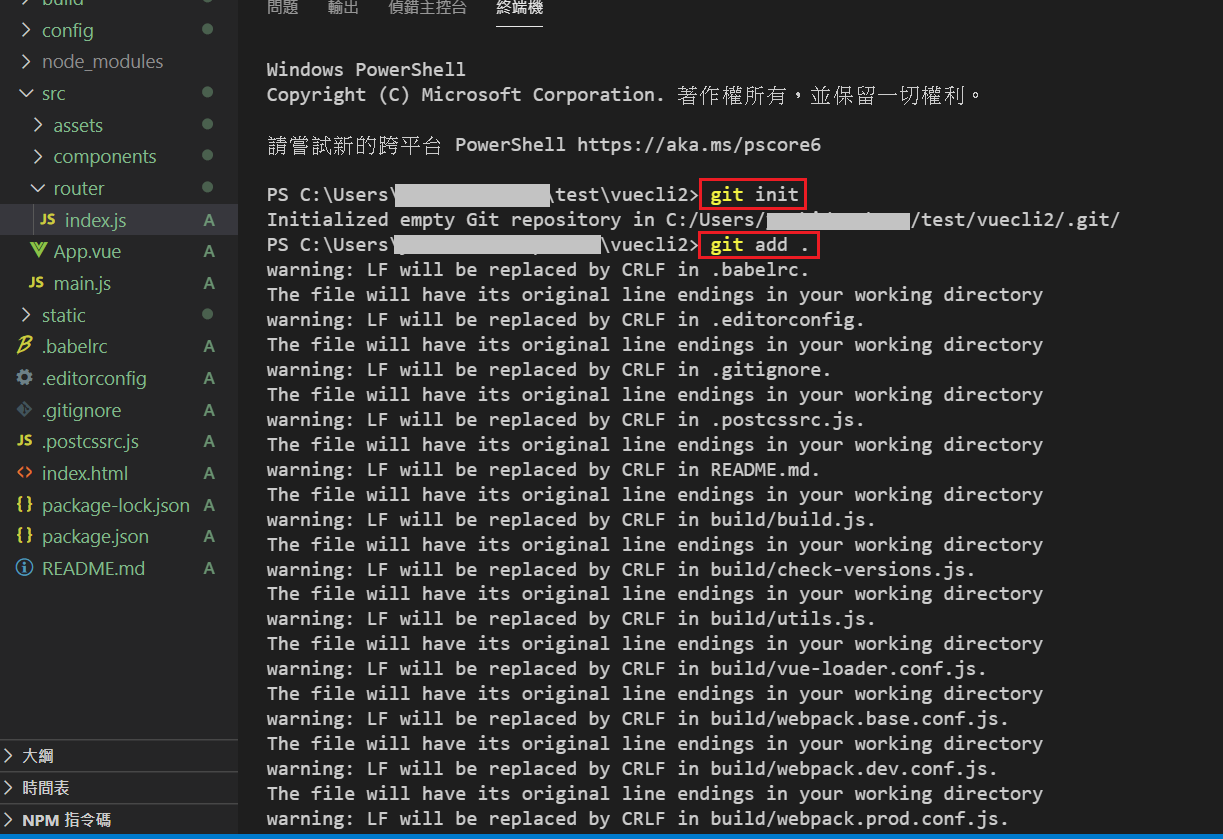 build
config
node_modules
src
assets
components
router
JS index.js A
App.vue A
JS main.js A
static
.babelrc A
.editorconfig A
.gitignore A
JS .postcssrc.js A
index.html A
package-lock.json A
package.json A
README.md A
大綱
時間表
NPM 指令碼
問題 輸出 偵錯主控台 終端機
Windows PowerShell
Copyright (C) Microsoft Corporation. 著作權所有，並保留一切權利。
請嘗試新的跨平台 PowerShell https://aka.ms/pscore6
PS C:\Users\ \test\vuecli2> git init
Initialized empty Git repository in C:/Users/ /test/vuecli2/.git/
PS C:\Users\ \vuecli2> git add .
warning: LF will be replaced by CRLF in .babelrc.
The file will have its original line endings in your working directory
warning: LF will be replaced by CRLF in .editorconfig.
The file will have its original line endings in your working directory
warning: LF will be replaced by CRLF in .gitignore.
The file will have its original line endings in your working directory
warning: LF will be replaced by CRLF in .postcssrc.js.
The file will have its original line endings in your working directory
warning: LF will be replaced by CRLF in README.md.
The file will have its original line endings in your working directory
warning: LF will be replaced by CRLF in build/build.js.
The file will have its original line endings in your working directory
warning: LF will be replaced by CRLF in build/check-versions.js.
The file will have its original line endings in your working directory
warning: LF will be replaced by CRLF in build/utils.js.
The file will have its original line endings in your working directory
warning: LF will be replaced by CRLF in build/vue-loader.conf.js.
The file will have its original line endings in your working directory
warning: LF will be replaced by CRLF in build/webpack.base.conf.js.
The file will have its original line endings in your working directory
warning: LF will be replaced by CRLF in build/webpack.dev.conf.js.
The file will have its original line endings in your working directory
warning: LF will be replaced by CRLF in build/webpack.prod.conf.js.